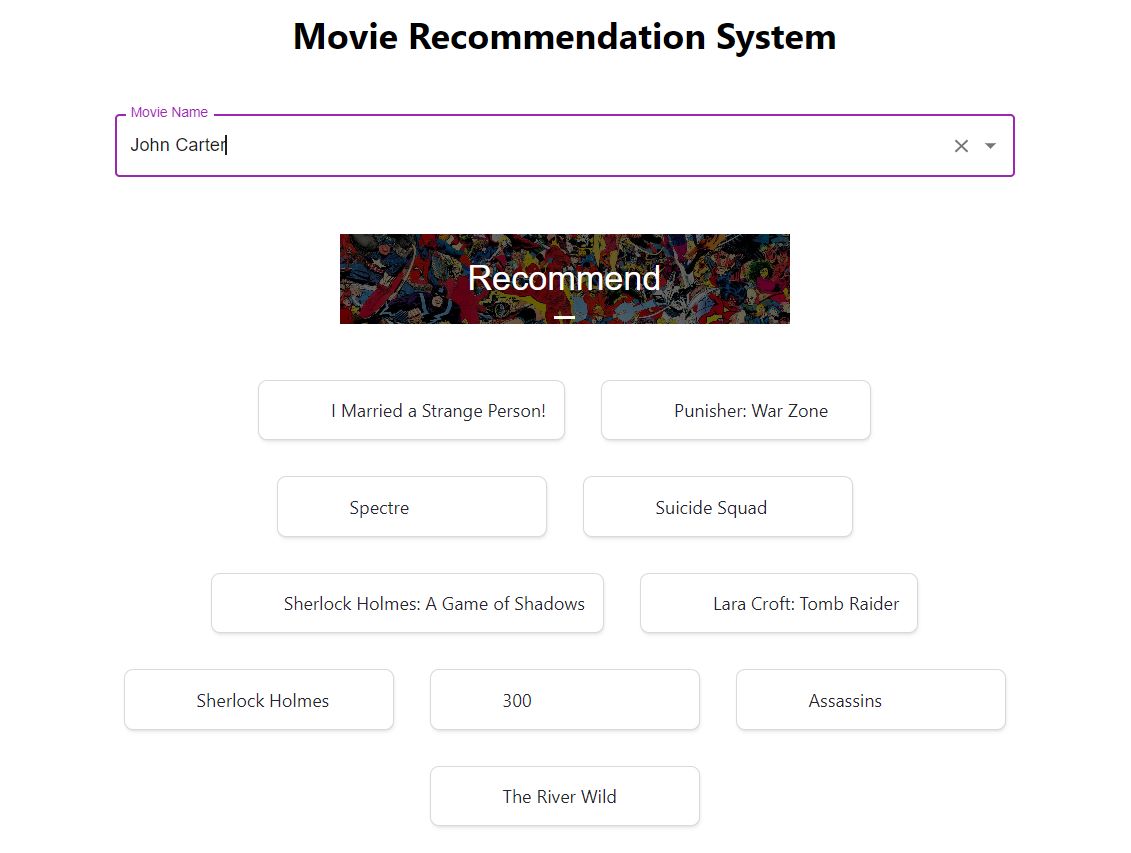 Movie Recommendation System
Movie Name
John Carter
Recommend
I Married a Strange Person!
Punisher: War Zone
Spectre
Suicide Squad
Sherlock Holmes: A Game of Shadows
Lara Croft: Tomb Raider
Sherlock Holmes
300
Assassins
The River Wild